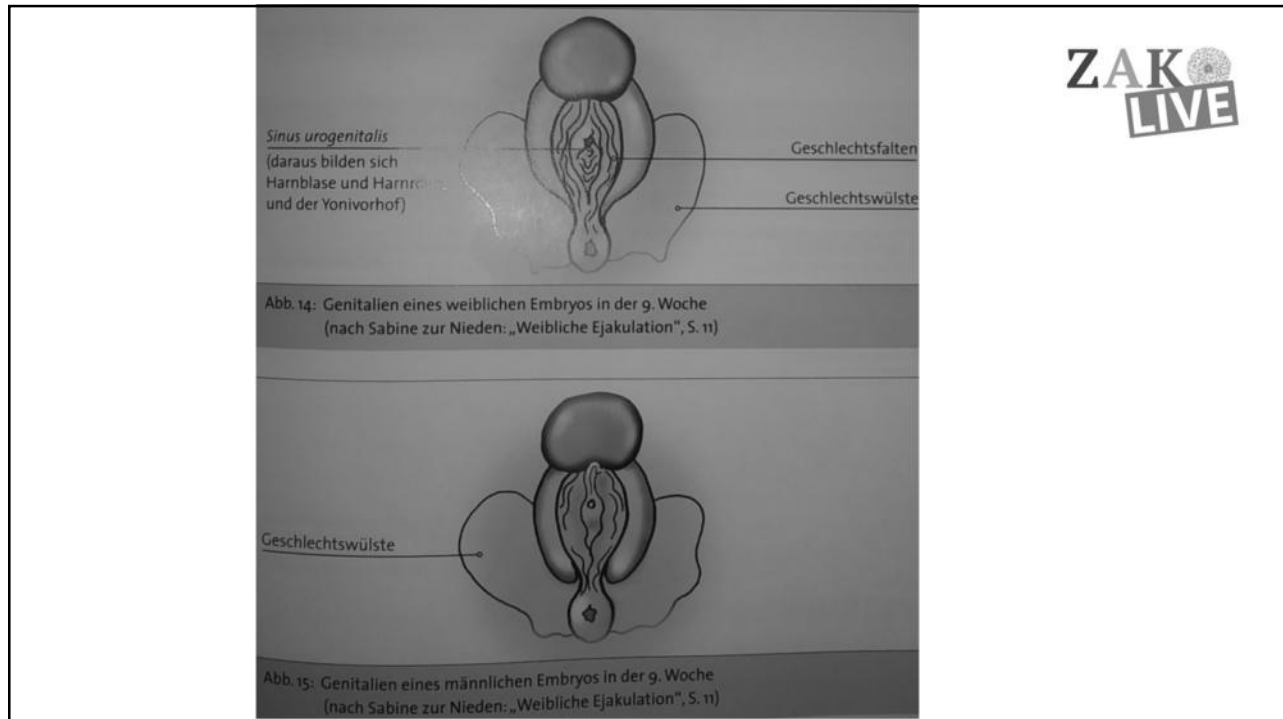 ZAKO
LIVE
Sinus urogenitalis
(daraus bilden sich
Harnblase und
und der Yonivorhof)
Geschlechtsfalten
Geschlechtswülste
Abb. 14: Genitalien eines weiblichen Embryos in der 9. Woche
(nach Sabine zur Nieden: „Weibliche Ejakulation“, S. 11)
Geschlechtswülste
Abb. 15: Genitalien eines männlichen Embryos in der 9. Woche
(nach Sabine zur Nieden: „Weibliche Ejakulation“, S. 11)